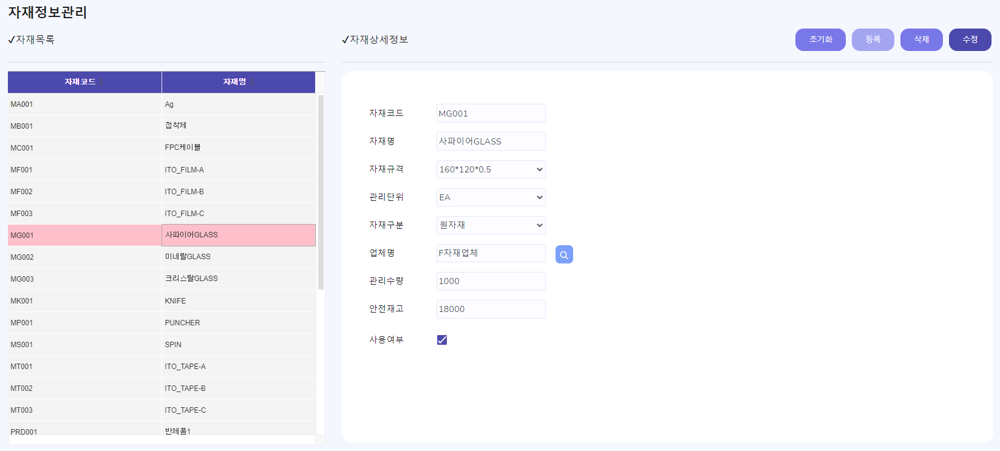 자재정보관리
✓자재목록
자재코드 자재명
MA001 Ag
MB001 접착제
MC001 FPC케이블
MF001 ITO_FILM-A
MF002 ITO_FILM-B
MF003 ITO_FILM-C
MG001 사파이어GLASS
MG002 미네랄GLASS
MG003 크리스탈GLASS
MK001 KNIFE
MP001 PUNCHER
MS001 SPIN
MT001 ITO_TAPE-A
MT002 ITO_TAPE-B
MT003 ITO_TAPE-C
PRD001 반제품1
✓자재상세정보
초기화 등록 삭제 수정
자재코드 MG001
자재명 사파이어GLASS
자재규격 160*120*0.5
관리단위 EA
자재구분 원자재
업체명 F자재업체
관리수량 1000
안전재고 18000
사용여부